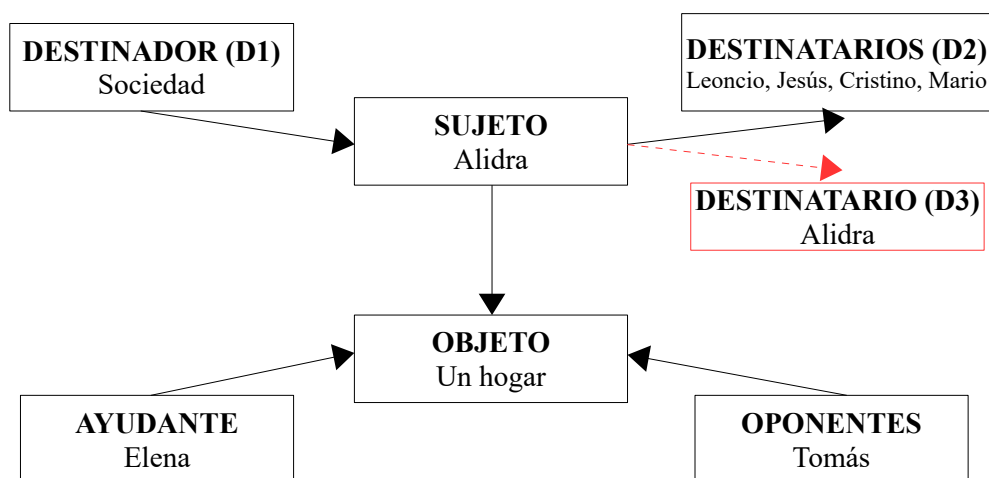 DESTINADOR (D1)
Sociedad
DESTINATARIOS (D2)
Leoncio, Jesús, Cristino, Mario
SUJETO
Alidra
DESTINATARIO (D3)
Alidra
OBJETO
Un hogar
AYUDANTE
Elena
OPONENTES
Tomás